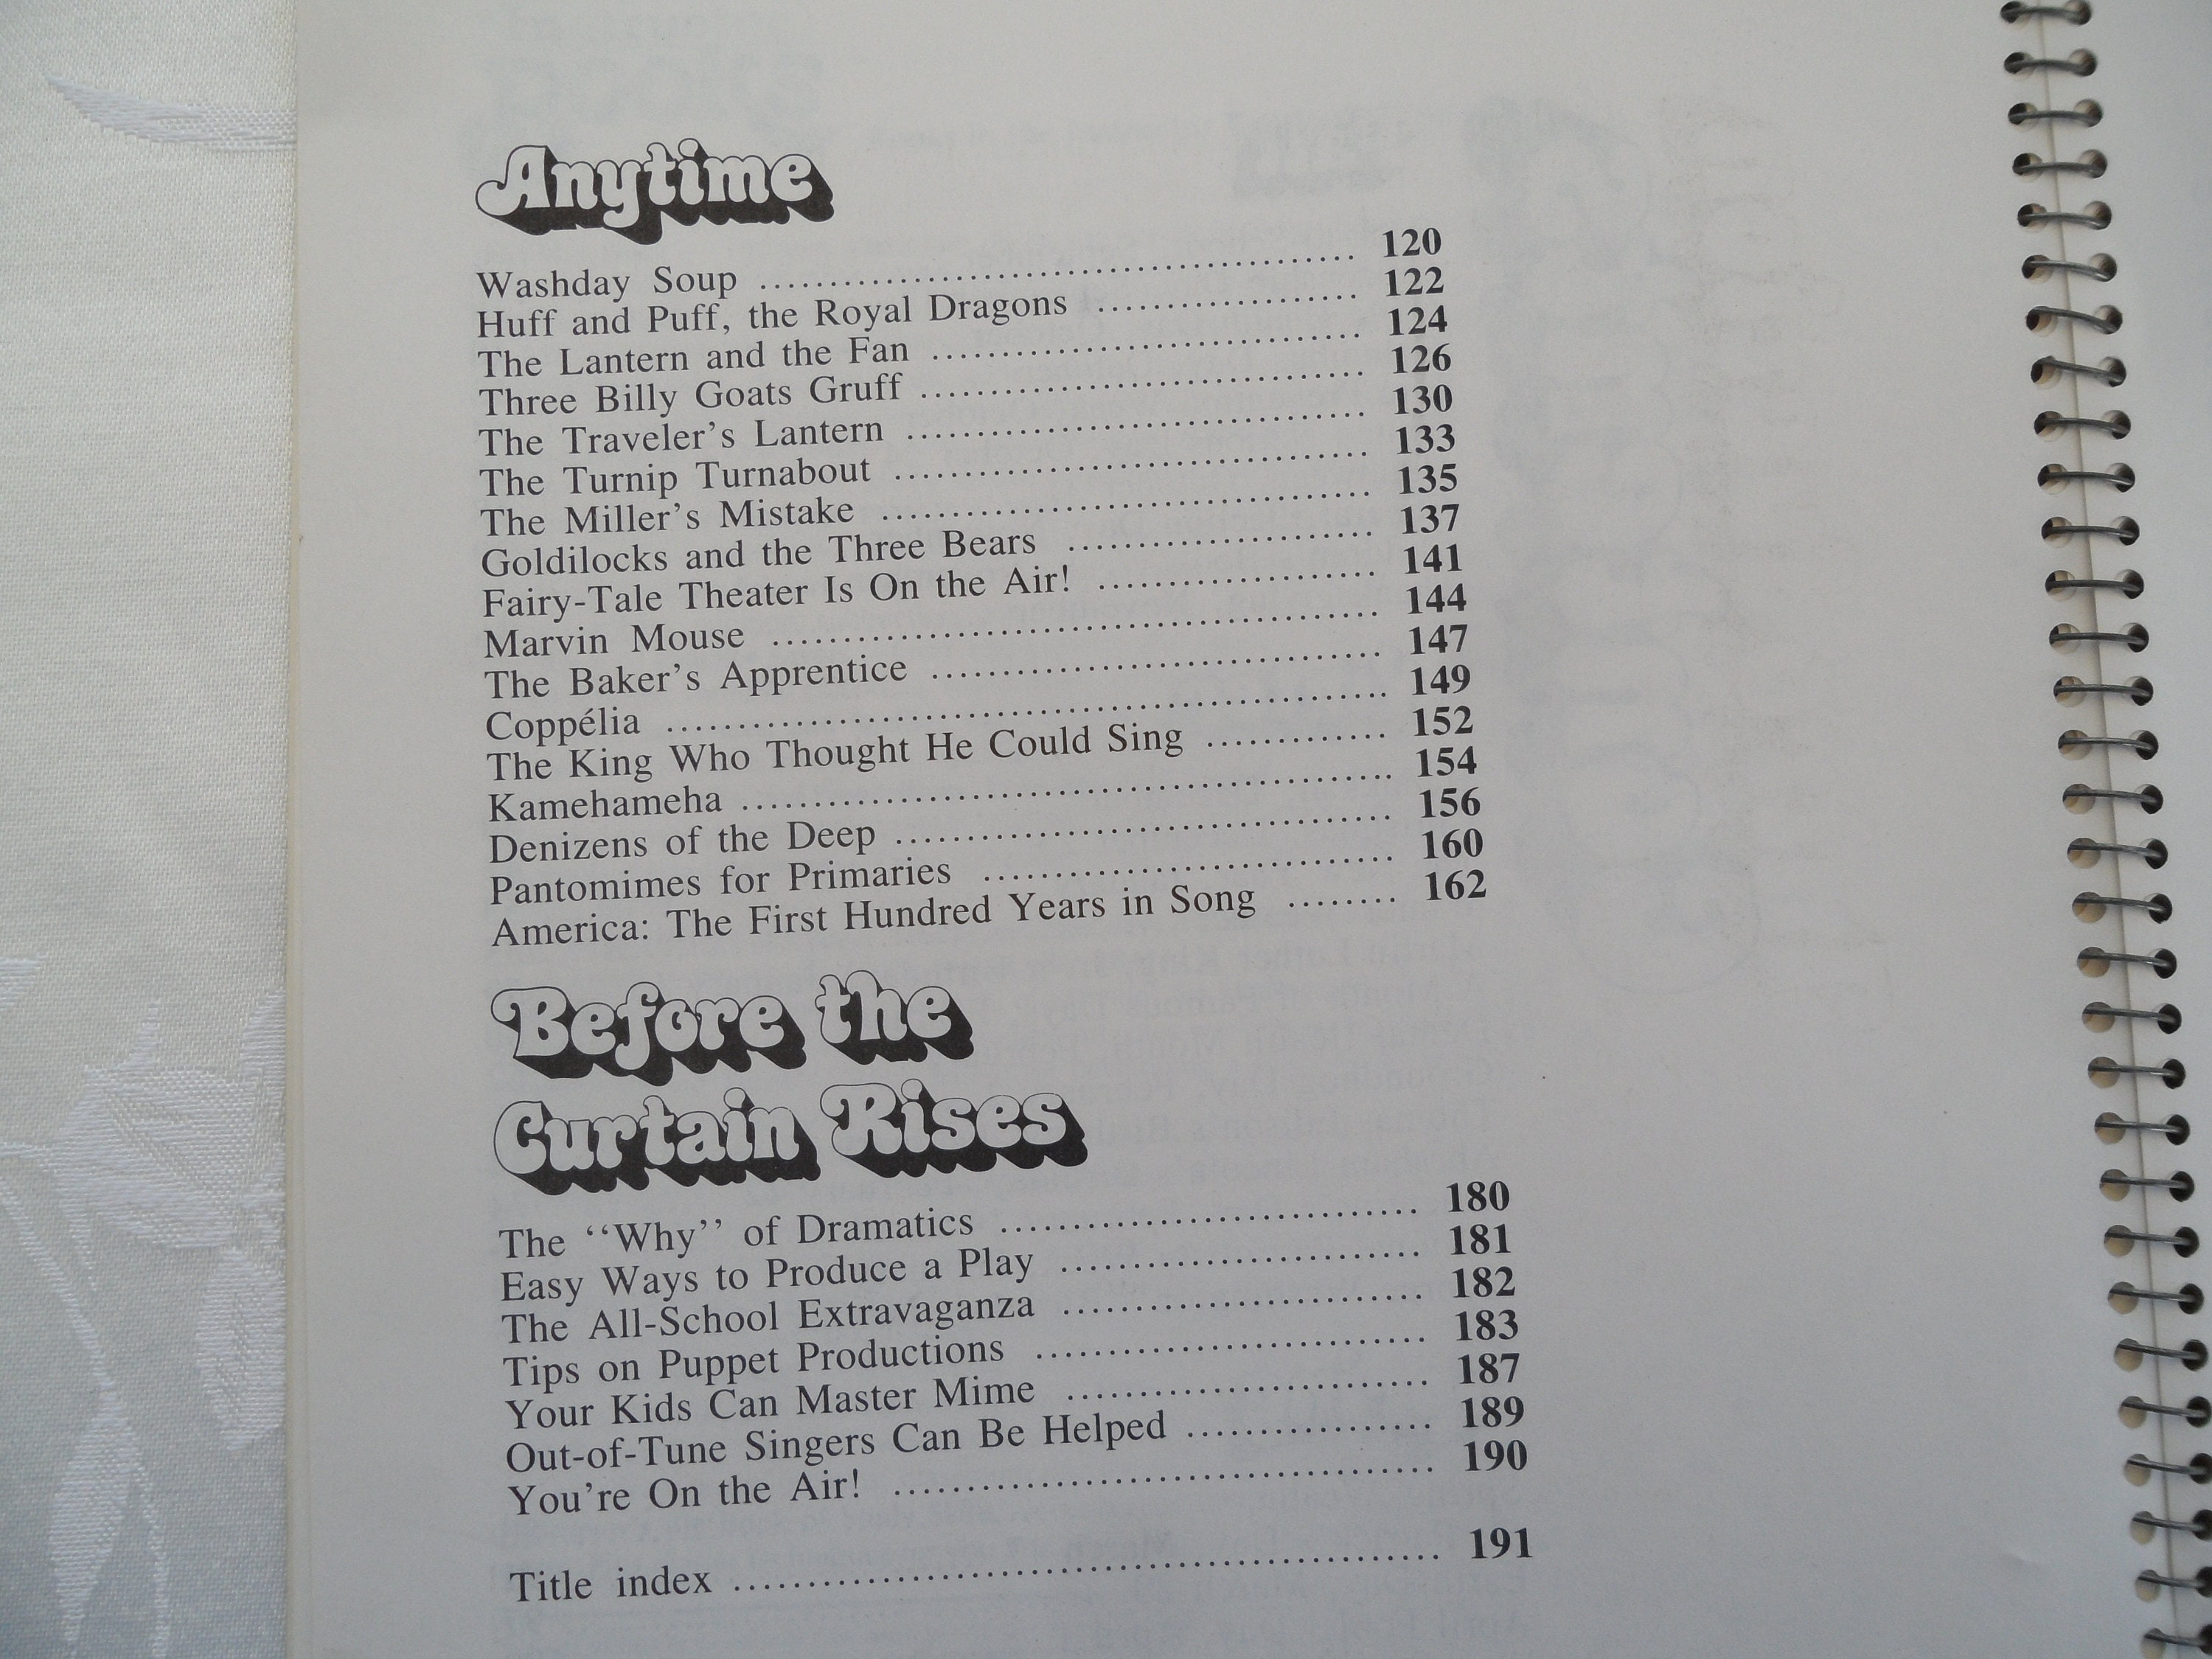 Anytime
Washday Soup ........................................ 120
Huff and Puff, the Royal Dragons ................... 122
The Lantern and the Fan ............................. 124
Three Billy Goats Gruff .............................. 126
The Traveler's Lantern ............................... 130
The Turnip Turnabout ................................ 133
The Miller's Mistake ................................. 135
Goldilocks and the Three Bears ...................... 137
Fairy-Tale Theater Is On the Air! .................... 141
Marvin Mouse ........................................ 144
The Baker's Apprentice .............................. 147
Coppélia ............................................. 149
The King Who Thought He Could Sing ............. 152
Kamehameha ........................................ 154
Denizens of the Deep ................................ 156
Pantomimes for Primaries ........................... 160
America: The First Hundred Years in Song ........ 162
Before the
Curtain Rises
The ‘‘Why’’ of Dramatics ............................ 180
Easy Ways to Produce a Play ........................ 181
The All-School Extravaganza ........................ 182
Tips on Puppet Productions ......................... 183
Your Kids Can Master Mime ........................ 187
Out-of-Tune Singers Can Be Helped ................ 189
You're On the Air! .................................. 190
Title index ........................................... 191